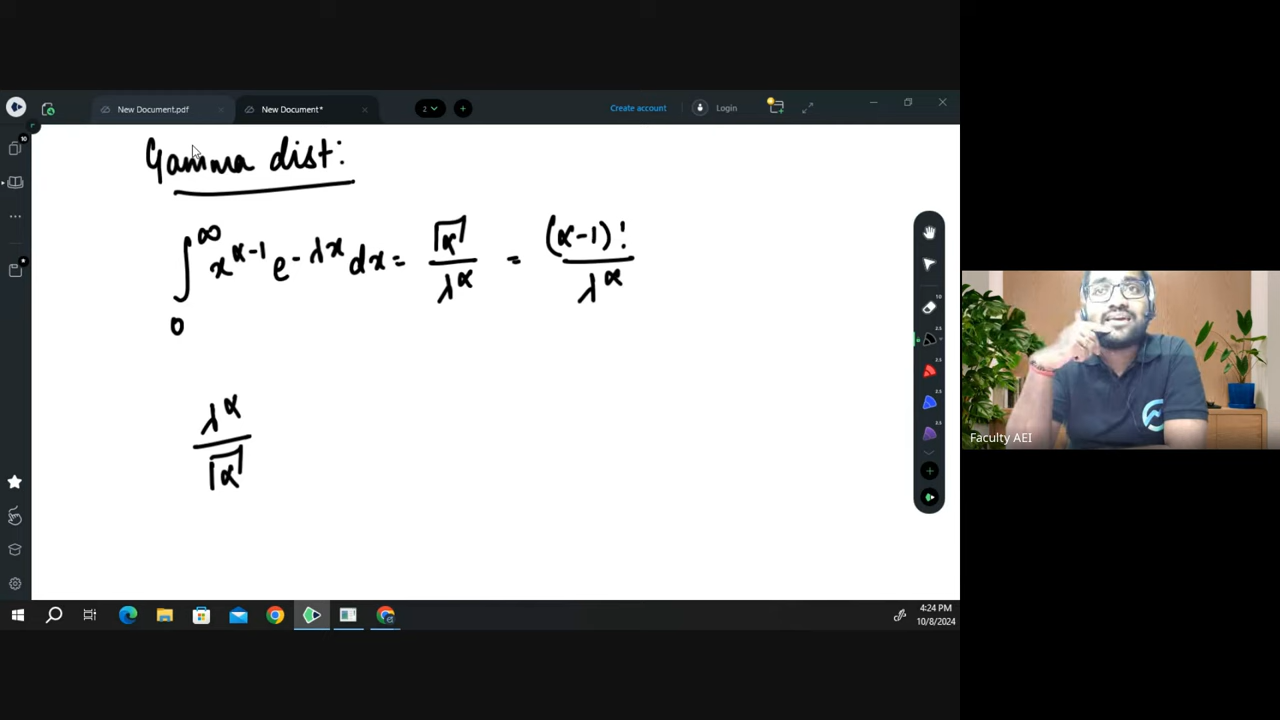 New Document.pdf
New Document*
2
Create account
Login
Gamma dist:
∫₀^∞ x^α-1 e^-λx dx = Γα/λ^α = (α-1)!/λ^α
λ^α/Γα
Faculty AEI
4:24 PM
10/8/2024